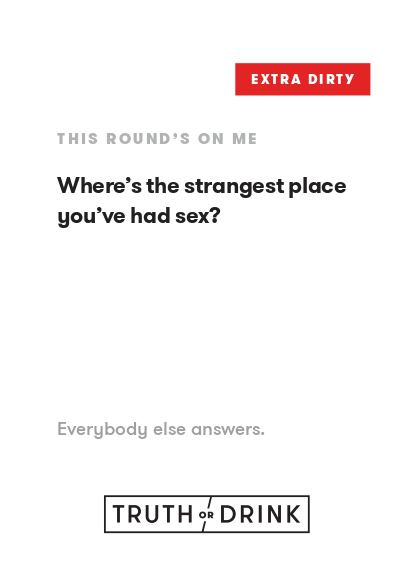 EXTRA DIRTY
THIS ROUND'S ON ME
Where's the strangest place
you've had sex?
Everybody else answers.
TRUTH OR DRINK